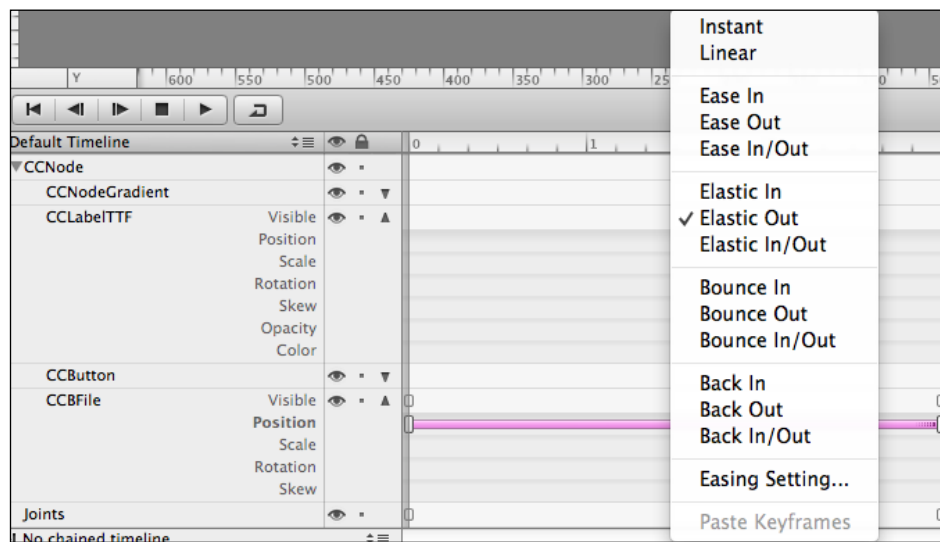 Y 600 550 500 450 400 350 300 25 0 5
Default Timeline 0 1
CCNode
CCNodeGradient
CCLabelTTF Visible
Position
Scale
Rotation
Skew
Opacity
Color
CCButton
CCBFile Visible
Position
Scale
Rotation
Skew
Joints
No chained timeline
Instant
Linear
Ease In
Ease Out
Ease In/Out
Elastic In
Elastic Out
Elastic In/Out
Bounce In
Bounce Out
Bounce In/Out
Back In
Back Out
Back In/Out
Easing Setting...
Paste Keyframes